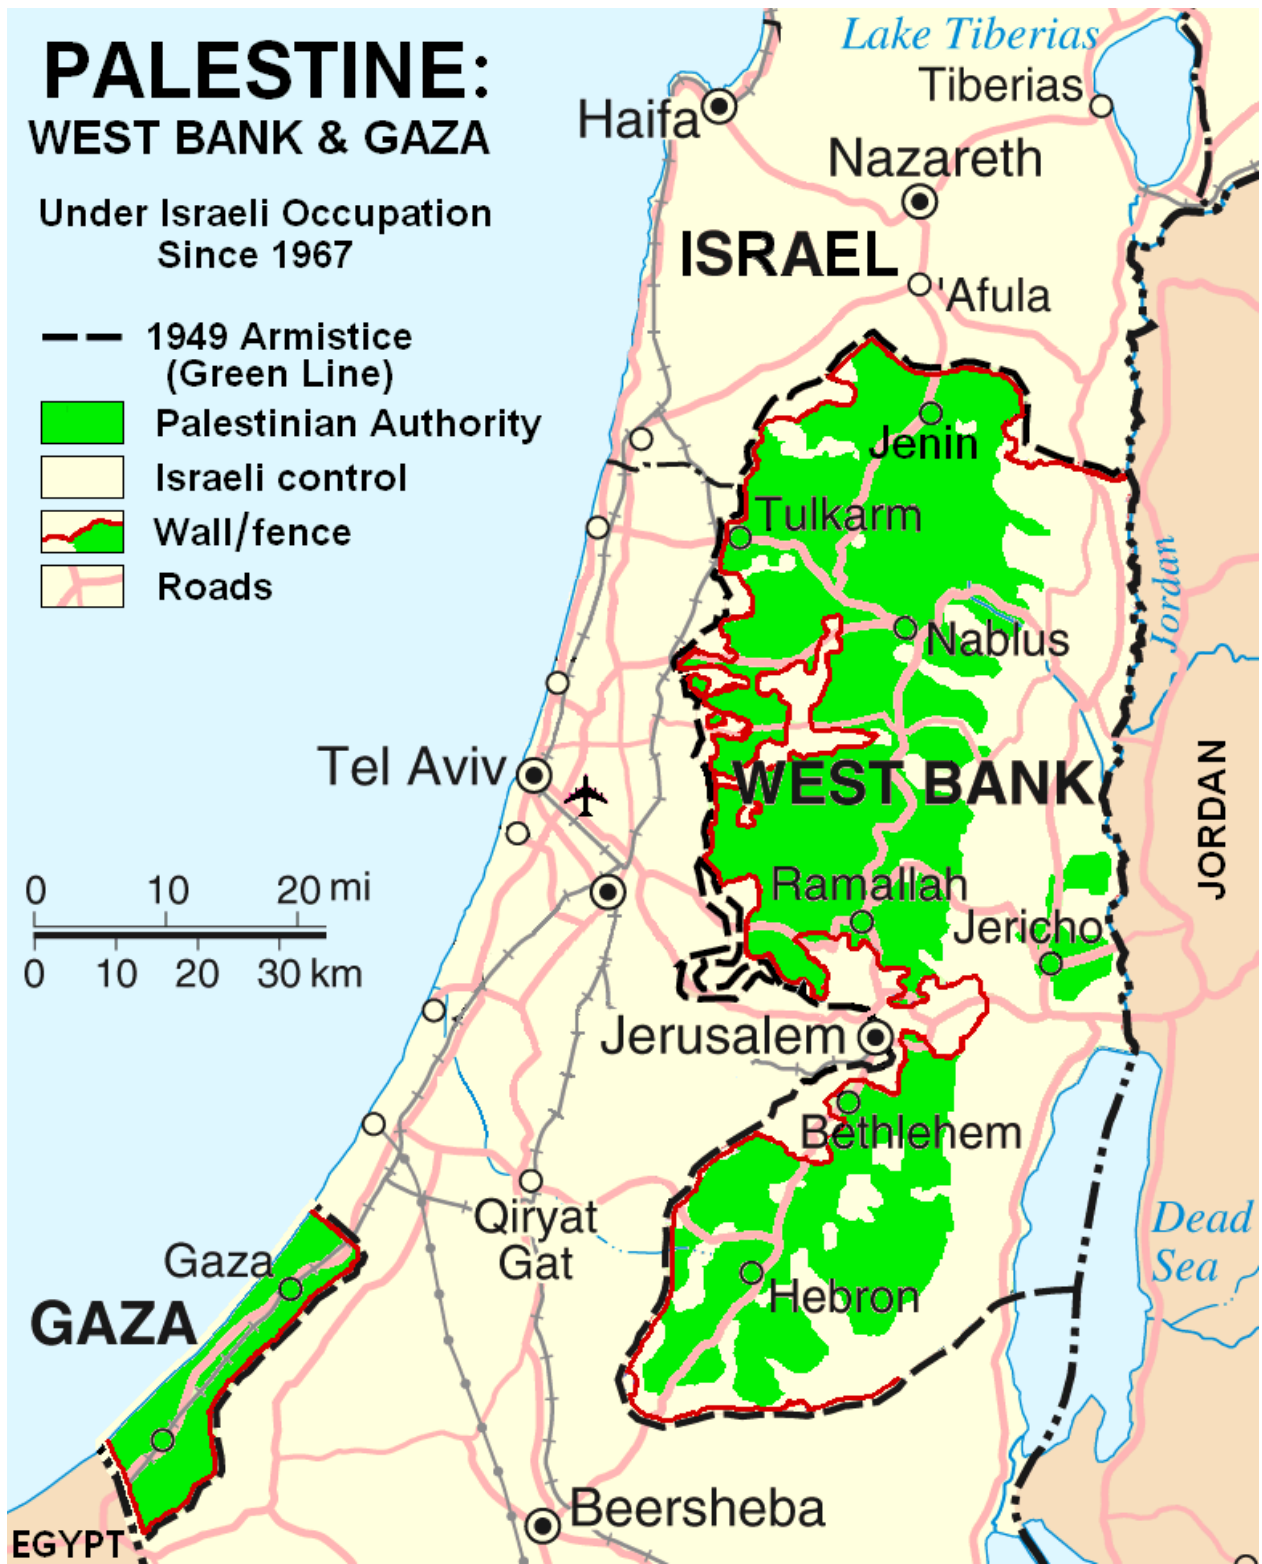 PALESTINE:
WEST BANK & GAZA
Under Israeli Occupation
Since 1967
1949 Armistice
(Green Line)
Palestinian Authority
Israeli control
Wall/fence
Roads
Lake Tiberias
Tiberias
Haifa
Nazareth
ISRAEL
'Afula
Jenin
Tulkarm
Jordan
Nablus
Tel Aviv
WEST BANK
JORDAN
0 10 20 mi
0 10 20 30 km
Ramallah
Jericho
Jerusalem
Bethlehem
Qiryat
Gat
Dead
Sea
Gaza
GAZA
Hebron
Beersheba
EGYPT